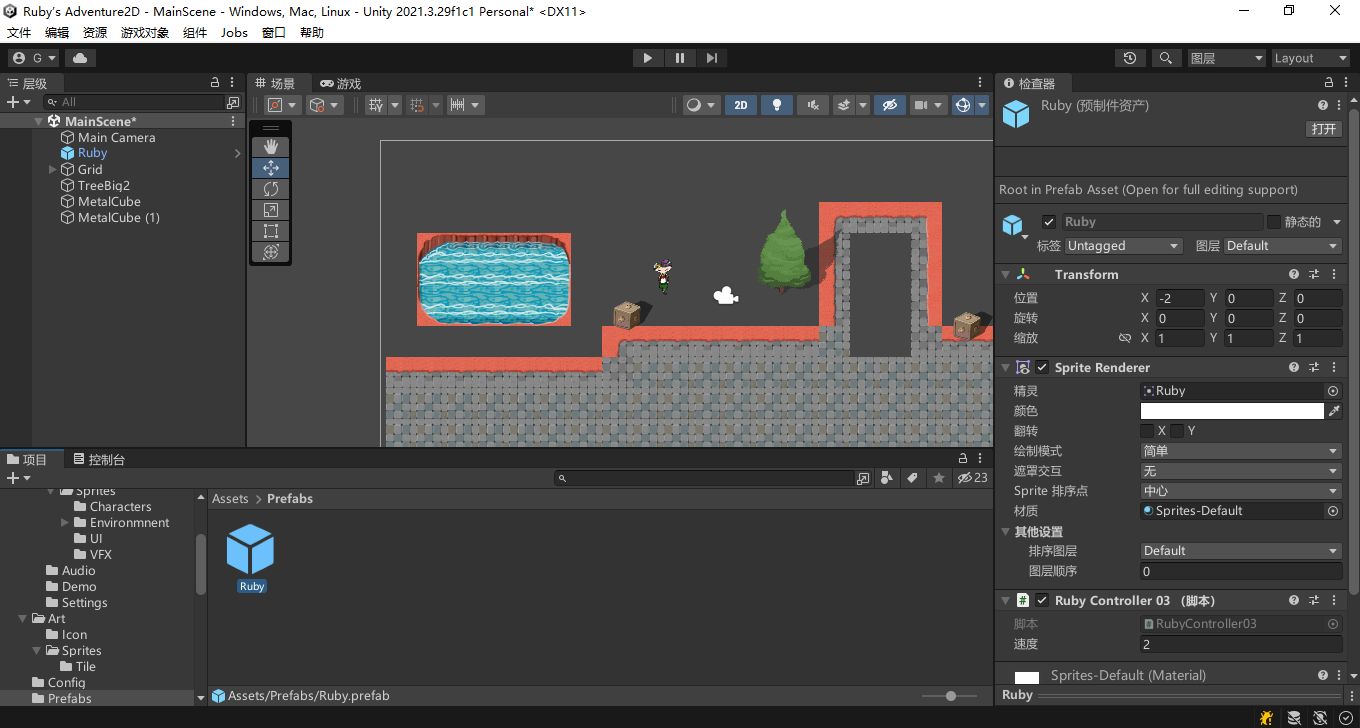 Ruby's Adventure2D - MainScene - Windows, Mac, Linux - Unity 2021.3.29f1c1 Personal* <DX11>
文件 编辑 资源 游戏对象 组件 Jobs 窗口 帮助
G 图层 Layout
层级
All
MainScene*
Main Camera
Ruby
Grid
TreeBig2
MetalCube
MetalCube (1)
场景 游戏
2D
检查器
Ruby (预制件资产)
打开
Root in Prefab Asset (Open for full editing support)
Ruby 静态的
标签 Untagged 图层 Default
Transform
位置 X -2 Y 0 Z 0
旋转 X 0 Y 0 Z 0
缩放 X 1 Y 1 Z 1
Sprite Renderer
精灵 Ruby
颜色
翻转 X Y
绘制模式 简单
遮罩交互 无
Sprite 排序点 中心
材质 Sprites-Default
其他设置
排序图层 Default
图层顺序 0
# Ruby Controller 03 （脚本）
脚本 RubyController03
速度 2
Sprites-Default (Material)
Ruby
项目 控制台
23
Sprites
Characters
Environmnent
UI
VFX
Audio
Demo
Settings
Art
Icon
Sprites
Tile
Config
Prefabs
Assets > Prefabs
Ruby
Assets/Prefabs/Ruby.prefab